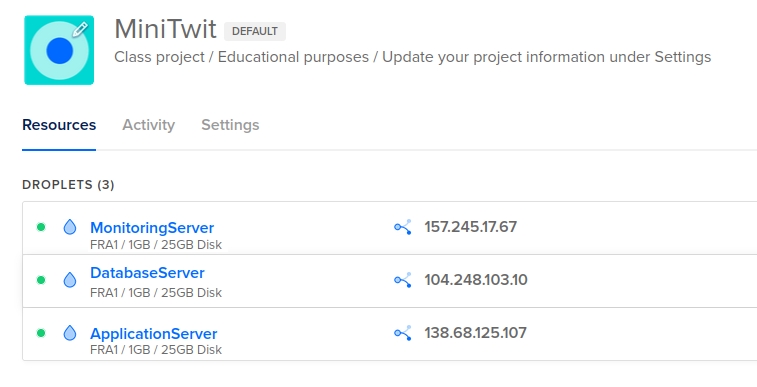 MiniTwit DEFAULT
Class project / Educational purposes / Update your project information under Settings
Resources Activity Settings
DROPLETS (3)
MonitoringServer 157.245.17.67
FRA1 / 1GB / 25GB Disk
DatabaseServer 104.248.103.10
FRA1 / 1GB / 25GB Disk
ApplicationServer 138.68.125.107
FRA1 / 1GB / 25GB Disk